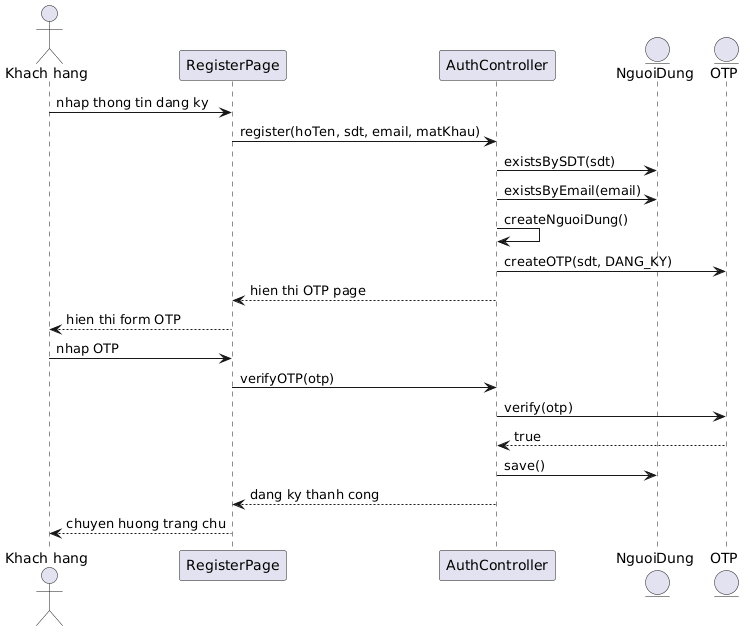 Khach hang
RegisterPage
AuthController
NguoiDung
OTP
nhap thong tin dang ky
register(hoTen, sdt, email, matKhau)
existsBySDT(sdt)
existsByEmail(email)
createNguoiDung()
createOTP(sdt, DANG_KY)
hien thi OTP page
hien thi form OTP
nhap OTP
verifyOTP(otp)
verify(otp)
true
save()
dang ky thanh cong
chuyen huong trang chu
Khach hang
RegisterPage
AuthController
NguoiDung
OTP